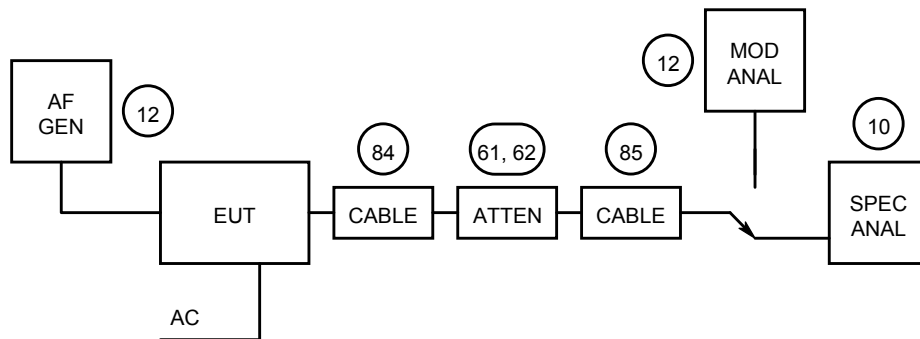 MOD
ANAL
12
AF
GEN
12
10
84
61, 62
85
EUT
CABLE
ATTEN
CABLE
SPEC
ANAL
AC